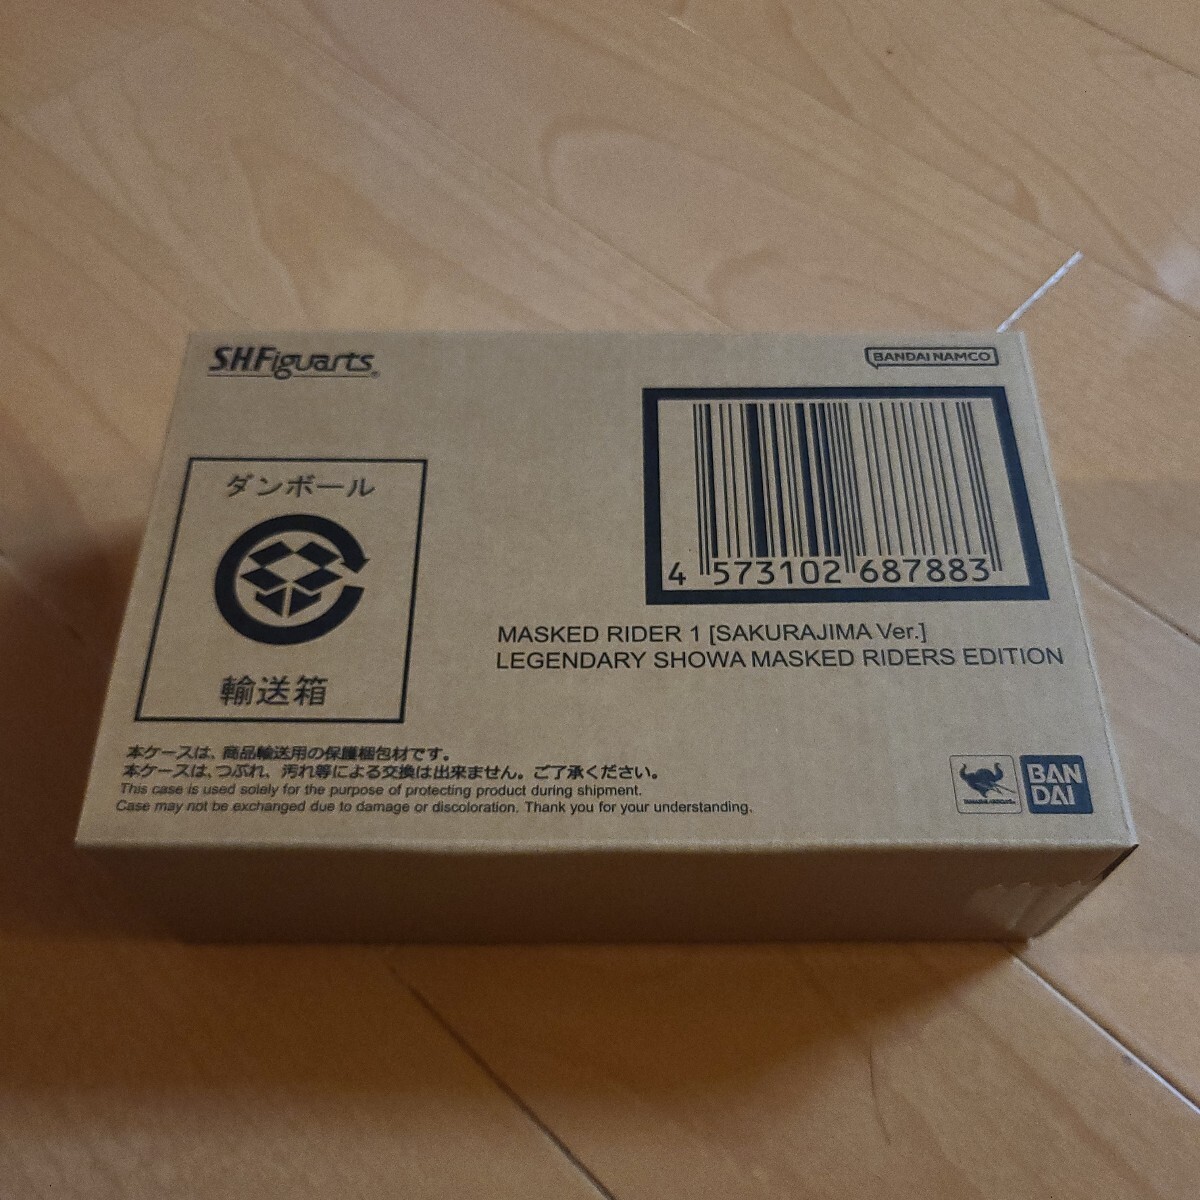 S.H.Figuarts
BANDAI NAMCO
ダンボール
輸送箱
4 573102 687883
MASKED RIDER 1 [SAKURAJIMA Ver.]
LEGENDARY SHOWA MASKED RIDERS EDITION
本ケースは、商品輸送用の保護梱包材です。
本ケースは、つぶれ、汚れ等による交換は出来ません。ご了承ください。
This case is used solely for the purpose of protecting product during shipment.
Case may not be exchanged due to damage or discoloration. Thank you for your understanding.
BAN
DAI